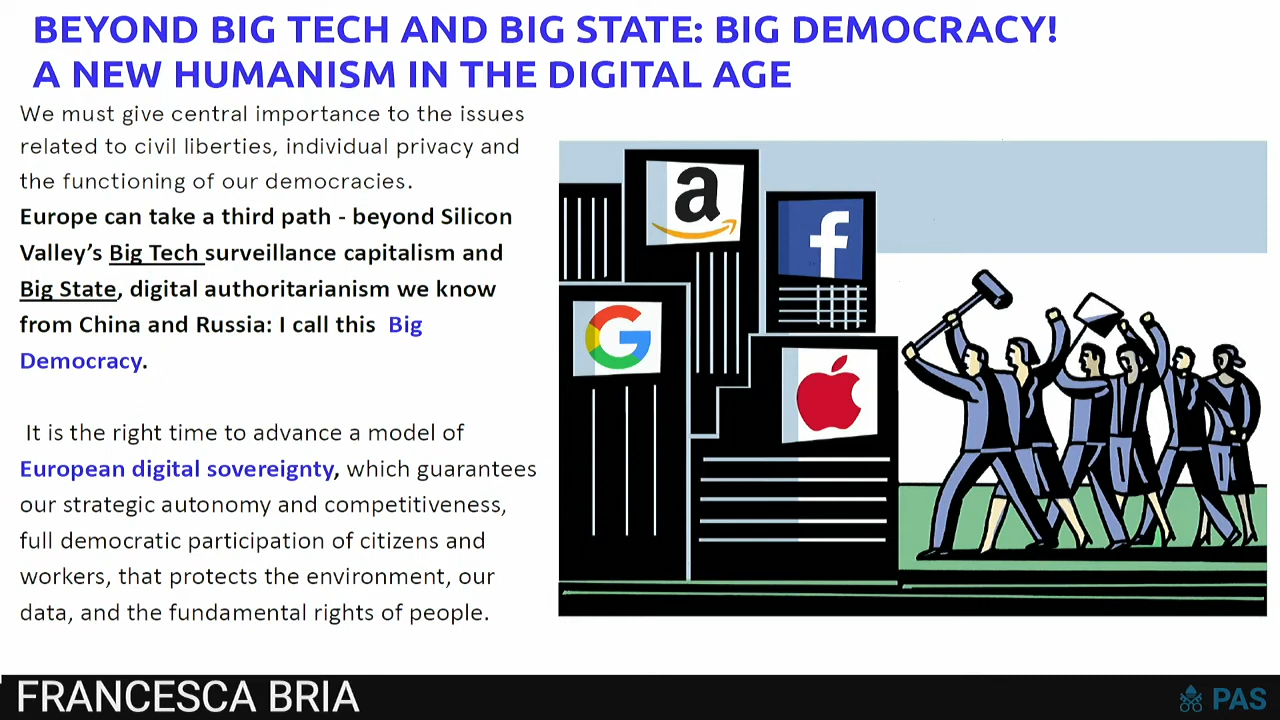 BEYOND BIG TECH AND BIG STATE: BIG DEMOCRACY!
A NEW HUMANISM IN THE DIGITAL AGE
We must give central importance to the issues
related to civil liberties, individual privacy and
the functioning of our democracies.
Europe can take a third path - beyond Silicon
Valley’s Big Tech surveillance capitalism and
Big State, digital authoritarianism we know
from China and Russia: I call this Big
Democracy.
It is the right time to advance a model of
European digital sovereignty, which guarantees
our strategic autonomy and competitiveness,
full democratic participation of citizens and
workers, that protects the environment, our
data, and the fundamental rights of people.
a
f
G
FRANCESCA BRIA
PAS